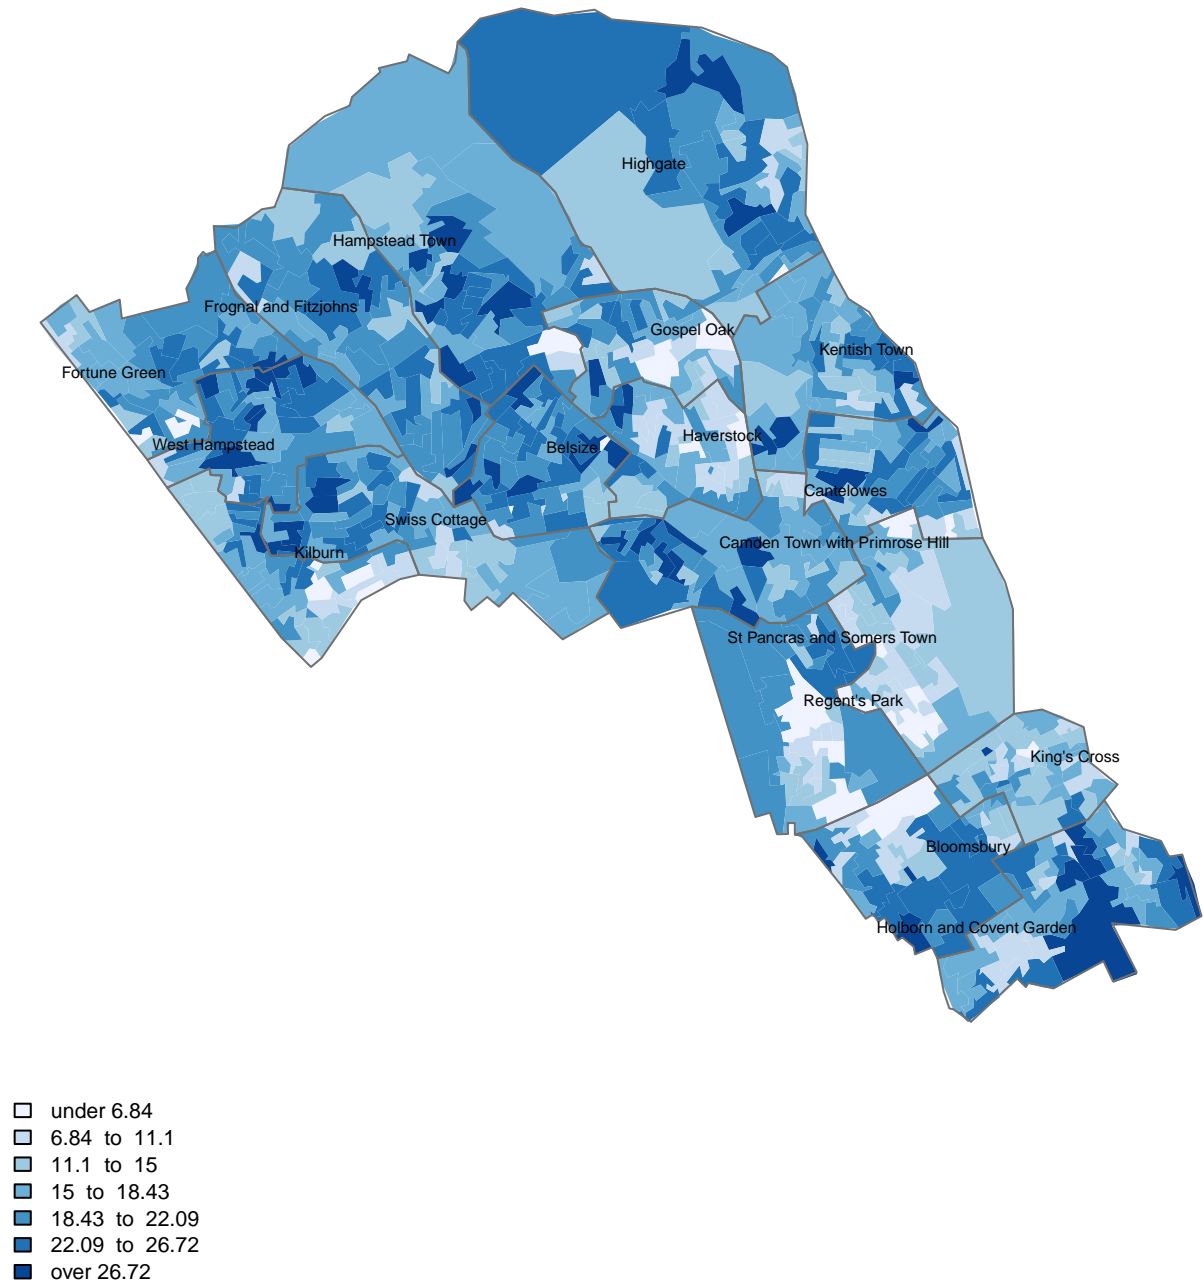 Highgate
Hampstead Town
Frognal and Fitzjohns
Gospel Oak
Kentish Town
Fortune Green
Haverstock
West Hampstead
Belsize
Cantelowes
Swiss Cottage
Camden Town with Primrose Hill
Kilburn
St Pancras and Somers Town
Regent's Park
King's Cross
Bloomsbury
Holborn and Covent Garden
under 6.84
6.84 to 11.1
11.1 to 15
15 to 18.43
18.43 to 22.09
22.09 to 26.72
over 26.72